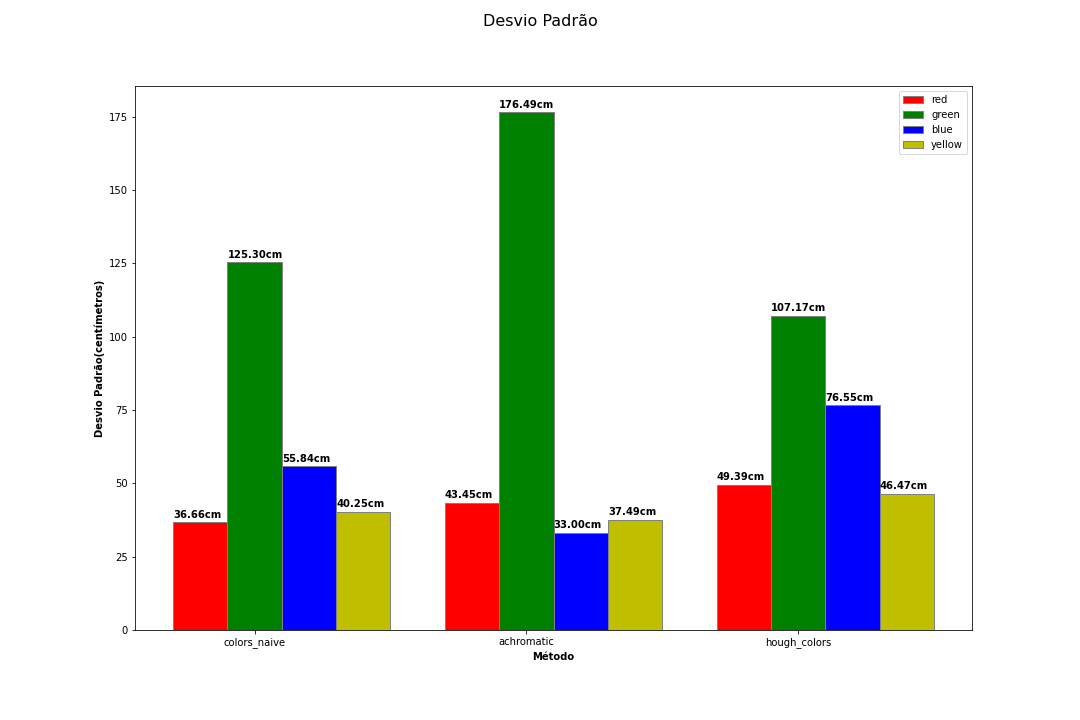 Desvio Padrão
red
green
blue
yellow
175
150
125
100
75
50
25
0
Desvio Padrão(centímetros)
36.66cm
125.30cm
55.84cm
40.25cm
43.45cm
176.49cm
33.00cm
37.49cm
49.39cm
107.17cm
76.55cm
46.47cm
colors_naive
achromatic
hough_colors
Método